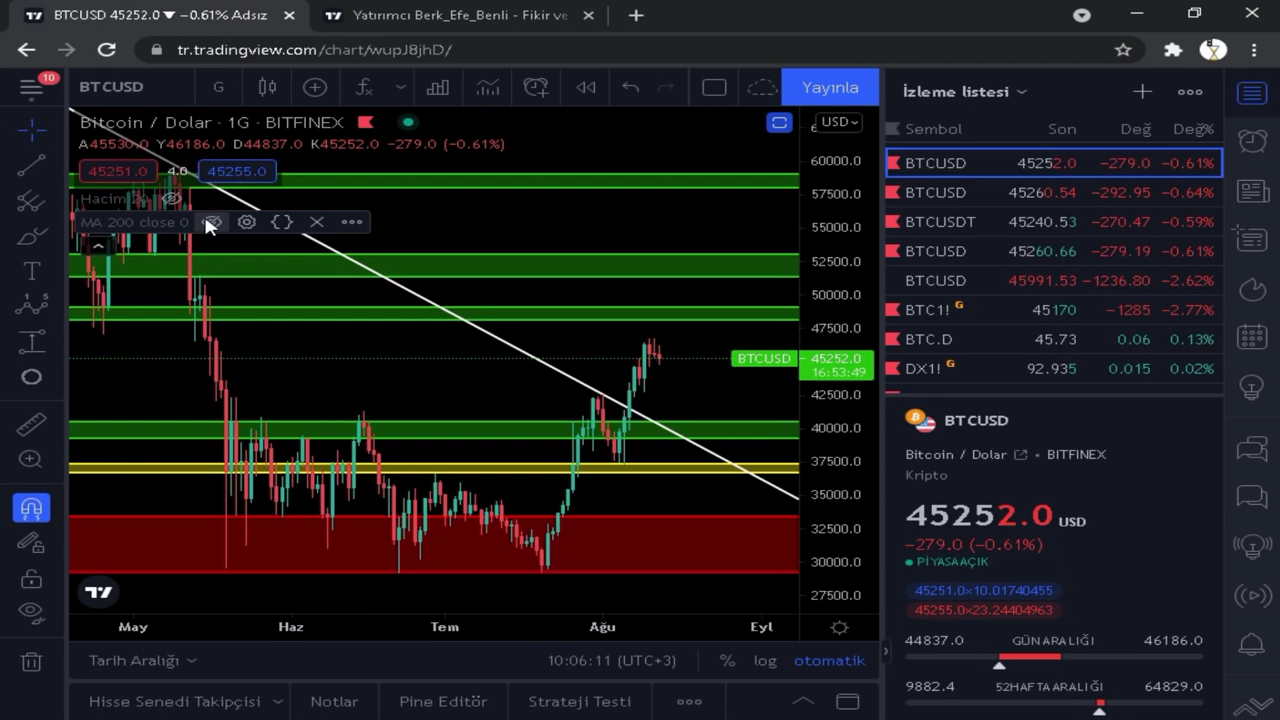 BTCUSD 45252.0 ▼ −0.61% Adsız
Yatırımcı Berk_Efe_Benli - Fikir ve
tr.tradingview.com/chart/wupJ8jhD/
10
BTCUSD
G
Yayınla
Bitcoin / Dolar · 1G · BITFINEX
USD
A45530.0 Y46186.0 D44837.0 K45252.0 −279.0 (−0.61%)
45251.0
4.0
45255.0
MA 200 close 0
60000.0
57500.0
55000.0
52500.0
50000.0
47500.0
BTCUSD
45252.0
16:53:49
42500.0
40000.0
37500.0
35000.0
32500.0
30000.0
27500.0
May
Haz
Tem
Ağu
Eyl
Tarih Aralığı
10:06:11 (UTC+3)
%
log
otomatik
Hisse Senedi Takipçisi
Notlar
Pine Editör
Strateji Testi
İzleme listesi
Sembol Son Değ Değ%
BTCUSD 45252.0 −279.0 −0.61%
BTCUSD 45260.54 −292.95 −0.64%
BTCUSDT 45240.53 −270.47 −0.59%
BTCUSD 45260.66 −279.19 −0.61%
BTCUSD 45991.53 −1236.80 −2.62%
BTC1! G 45170 −1285 −2.77%
BTC.D 45.73 0.06 0.13%
DX1! G 92.935 0.015 0.02%
BTCUSD
Bitcoin / Dolar • BITFINEX
Kripto
45252.0 USD
−279.0 (−0.61%)
PİYASA AÇIK
45251.0×10.01740455
45255.0×23.24404963
44837.0 GÜN ARALIĞI 46186.0
9882.4 52HAFTA ARALIĞI 64829.0